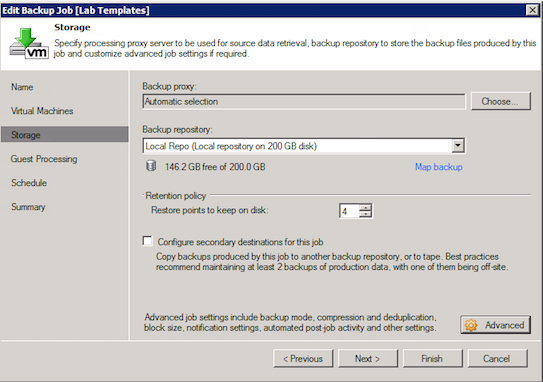 Edit Backup Job [Lab Templates]
Storage
Specify processing proxy server to be used for source data retrieval, backup repository to store the backup files produced by this
job and customize advanced job settings if required.
vm
Name
Virtual Machines
Storage
Guest Processing
Schedule
Summary
Backup proxy:
Automatic selection
Choose...
Backup repository:
Local Repo (Local repository on 200 GB disk)
146.2 GB free of 200.0 GB
Map backup
Retention policy
Restore points to keep on disk:
4
Configure secondary destinations for this job
Copy backups produced by this job to another backup repository, or to tape. Best practices
recommend maintaining at least 2 backups of production data, with one of them being off-site.
Advanced job settings include backup mode, compression and deduplication,
block size, notification settings, automated post-job activity and other settings.
Advanced
< Previous
Next >
Finish
Cancel